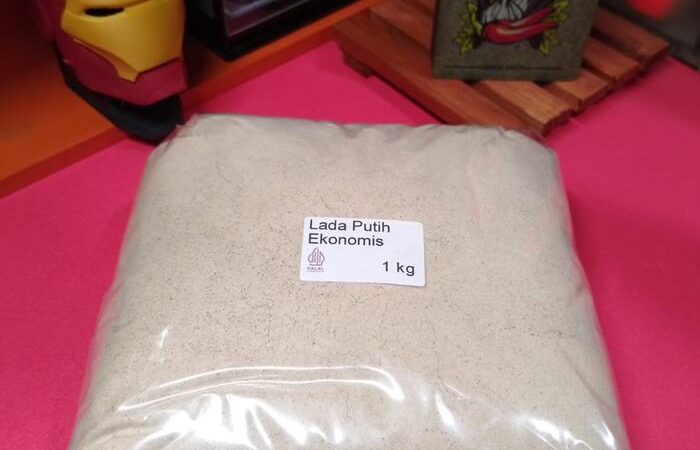 Lada Putih
Ekonomis
1 kg